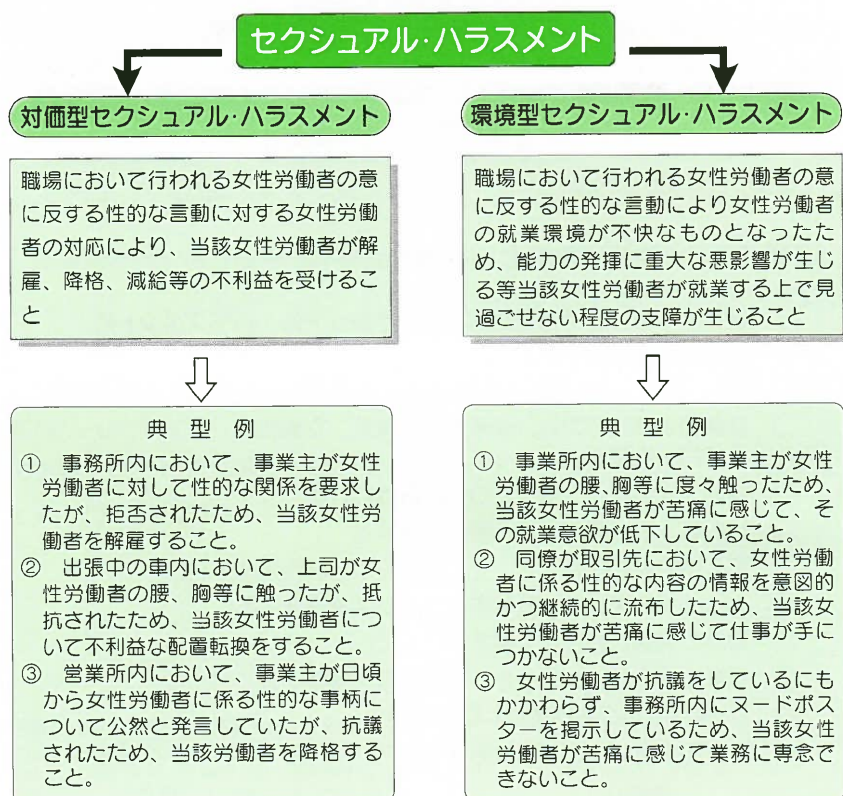 セクシュアル・ハラスメント
対価型セクシュアル・ハラスメント
職場において行われる女性労働者の意
に反する性的な言動に対する女性労働
者の対応により、当該女性労働者が解
雇、降格、減給等の不利益を受けるこ
と
典 型 例
① 事務所内において、事業主が女性
労働者に対して性的な関係を要求し
たが、拒否されたため、当該女性労
働者を解雇すること。
② 出張中の車内において、上司が女
性労働者の腰、胸等に触ったが、抵
抗されたため、当該女性労働者につ
いて不利益な配置転換をすること。
③ 営業所内において、事業主が日頃
から女性労働者に係る性的な事柄に
ついて公然と発言していたが、抗議
されたため、当該労働者を降格する
こと。
環境型セクシュアル・ハラスメント
職場において行われる女性労働者の意
に反する性的な言動により女性労働者
の就業環境が不快なものとなったた
め、能力の発揮に重大な悪影響が生じ
る等当該女性労働者が就業する上で見
過ごせない程度の支障が生じること
典 型 例
① 事業所内において、事業主が女性
労働者の腰、胸等に度々触ったため、
当該女性労働者が苦痛に感じて、そ
の就業意欲が低下していること。
② 同僚が取引先において、女性労働
者に係る性的な内容の情報を意図的
かつ継続的に流布したため、当該女
性労働者が苦痛に感じて仕事が手に
つかないこと。
③ 女性労働者が抗議をしているにも
かかわらず、事務所内にヌードポス
ターを掲示しているため、当該女性
労働者が苦痛に感じて業務に専念で
きないこと。